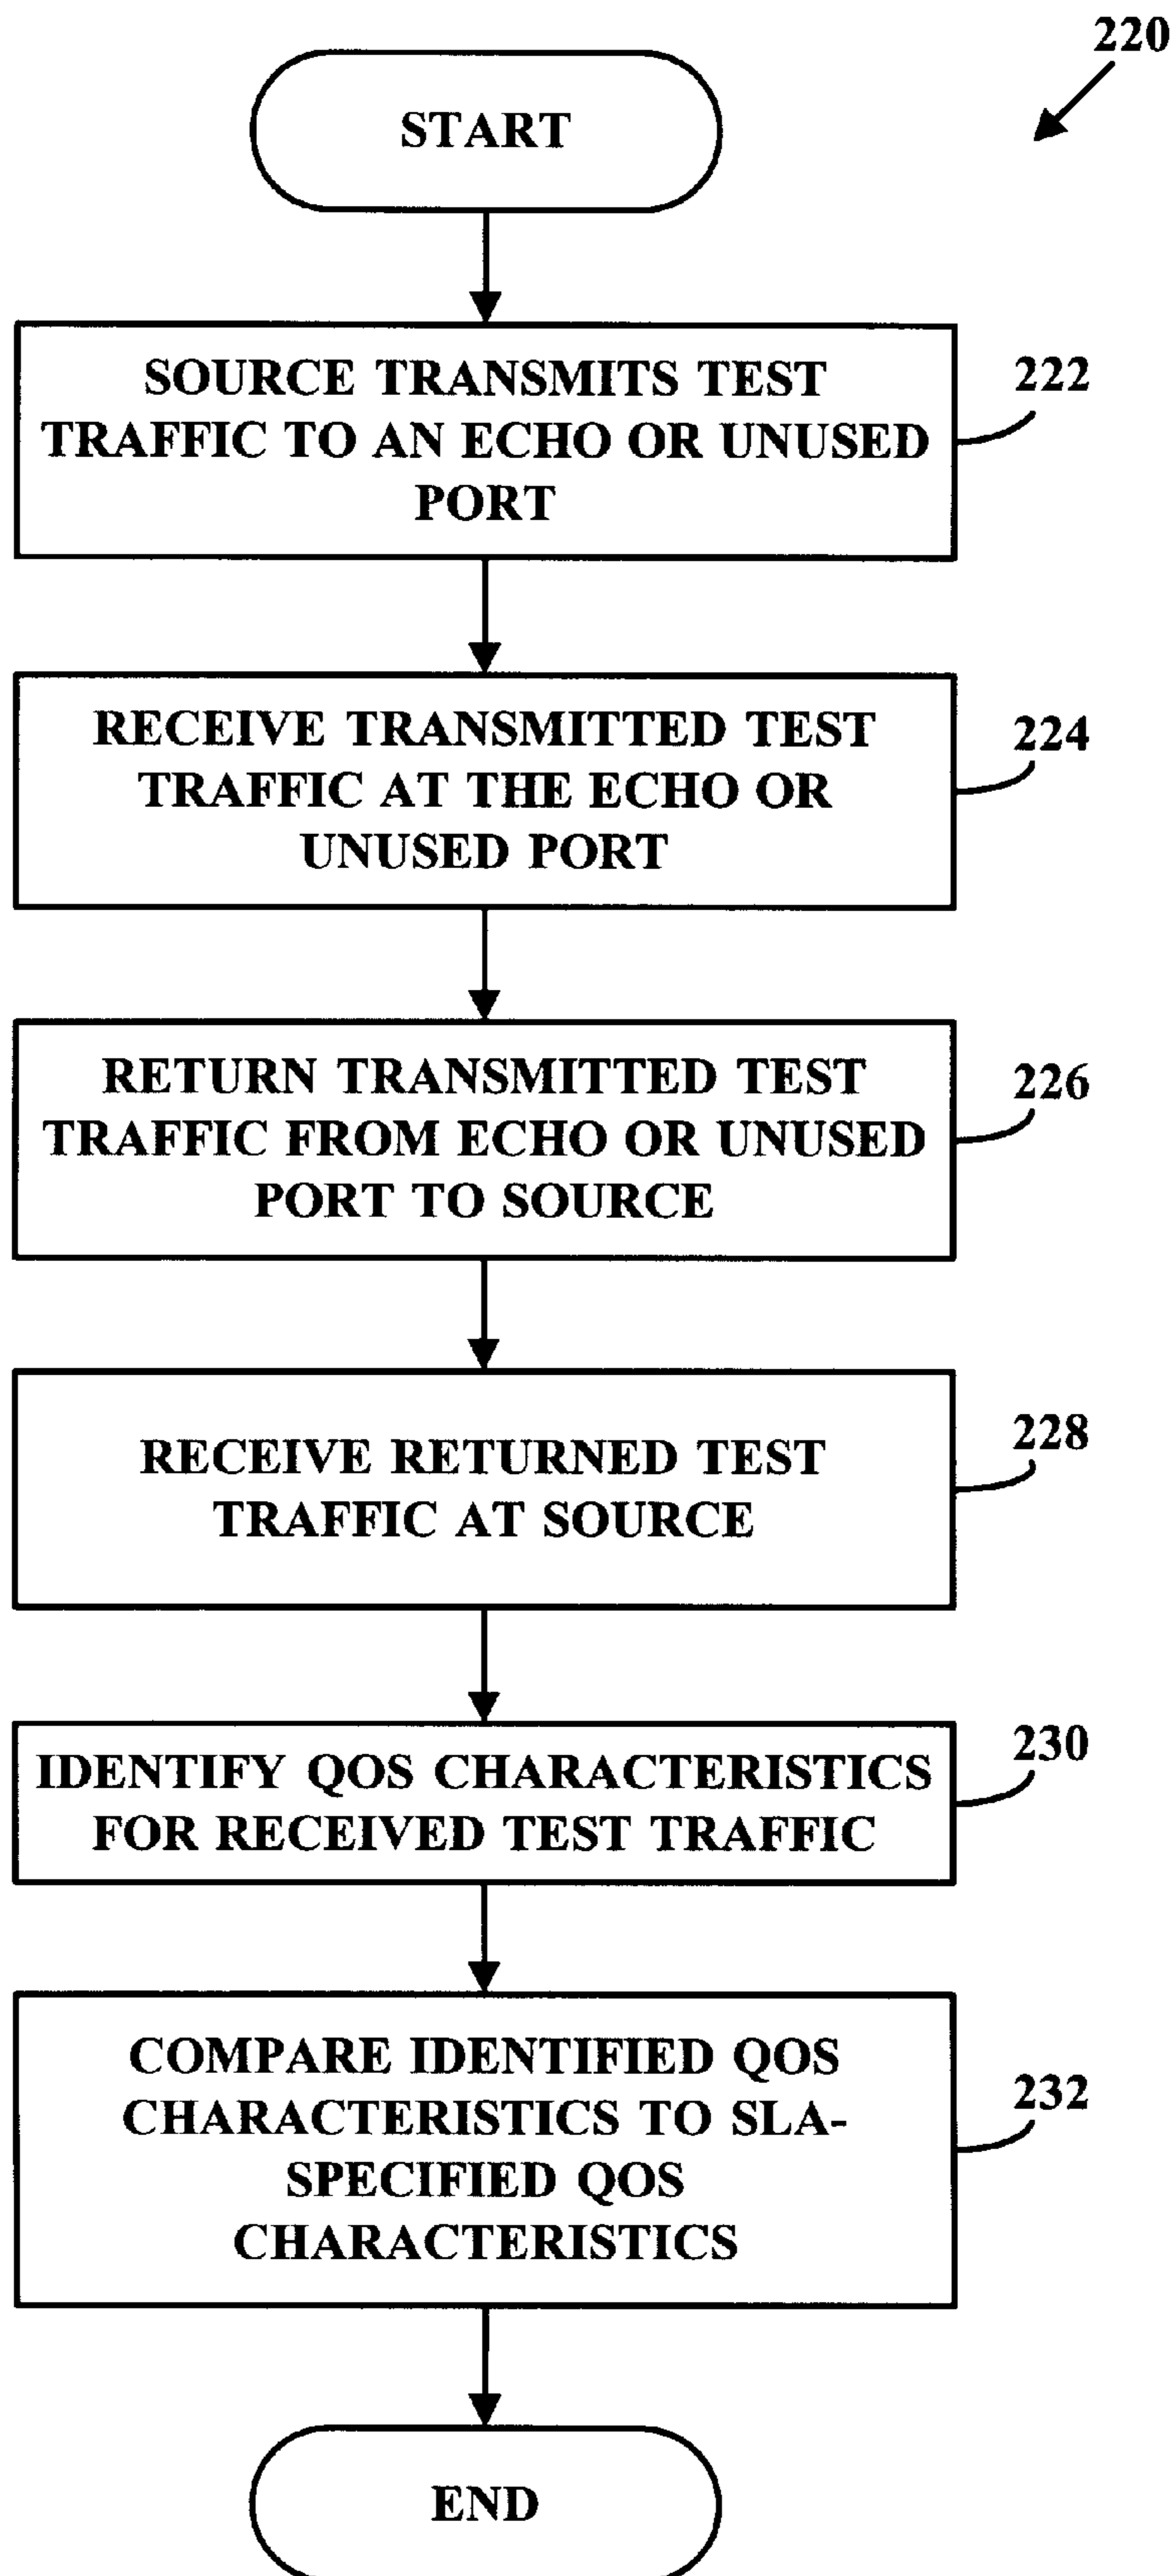 220
START
SOURCE TRANSMITS TEST
TRAFFIC TO AN ECHO OR UNUSED
PORT
222
RECEIVE TRANSMITTED TEST
TRAFFIC AT THE ECHO OR
UNUSED PORT
224
RETURN TRANSMITTED TEST
TRAFFIC FROM ECHO OR UNUSED
PORT TO SOURCE
226
RECEIVE RETURNED TEST
TRAFFIC AT SOURCE
228
IDENTIFY QOS CHARACTERISTICS
FOR RECEIVED TEST TRAFFIC
230
COMPARE IDENTIFIED QOS
CHARACTERISTICS TO SLA-
SPECIFIED QOS
CHARACTERISTICS
232
END